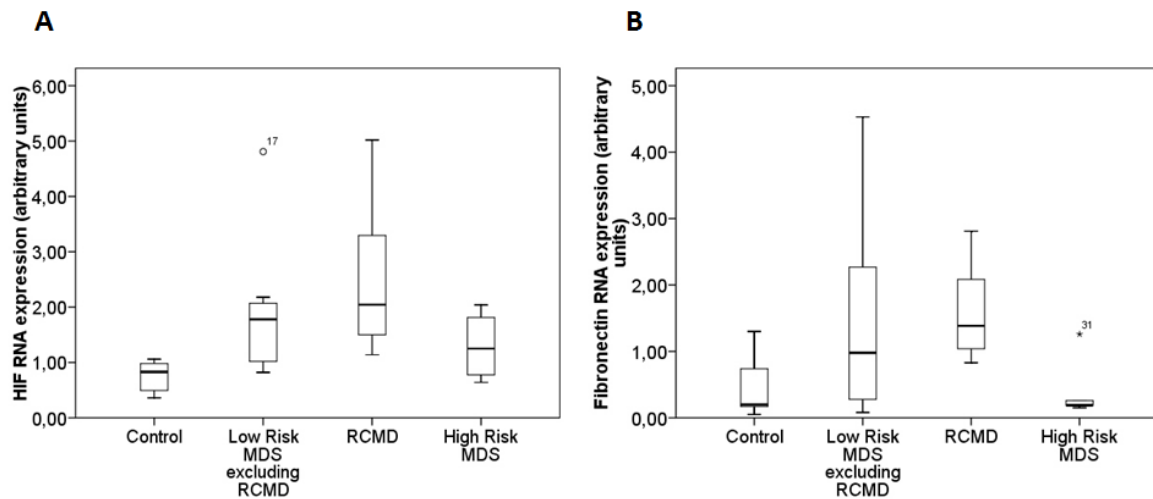 A
HIF RNA expression (arbitrary units)
6,00
5,00
4,00
3,00
2,00
1,00
0,00
17
Control
Low Risk
MDS
excluding
RCMD
RCMD
High Risk
MDS
B
Fibronectin RNA expression (arbitrary
units)
5,00
4,00
3,00
2,00
1,00
0,00
31
Control
Low Risk
MDS
excluding
RCMD
RCMD
High Risk
MDS